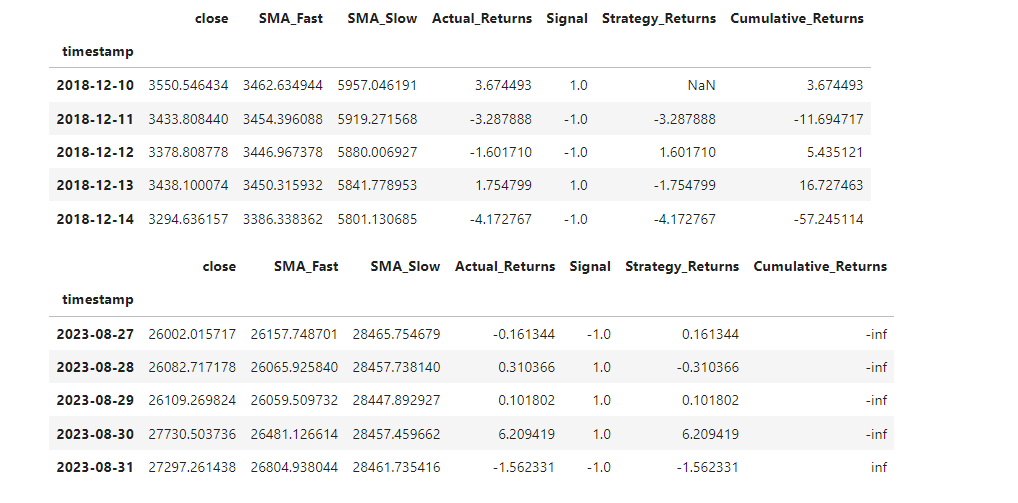 close SMA_Fast SMA_Slow Actual_Returns Signal Strategy_Returns Cumulative_Returns
timestamp
2018-12-10 3550.546434 3462.634944 5957.046191 3.674493 1.0 NaN 3.674493
2018-12-11 3433.808440 3454.396088 5919.271568 -3.287888 -1.0 -3.287888 -11.694717
2018-12-12 3378.808778 3446.967378 5880.006927 -1.601710 -1.0 1.601710 5.435121
2018-12-13 3438.100074 3450.315932 5841.778953 1.754799 1.0 -1.754799 16.727463
2018-12-14 3294.636157 3386.338362 5801.130685 -4.172767 -1.0 -4.172767 -57.245114
close SMA_Fast SMA_Slow Actual_Returns Signal Strategy_Returns Cumulative_Returns
timestamp
2023-08-27 26002.015717 26157.748701 28465.754679 -0.161344 -1.0 0.161344 -inf
2023-08-28 26082.717178 26065.925840 28457.738140 0.310366 1.0 -0.310366 -inf
2023-08-29 26109.269824 26059.509732 28447.892927 0.101802 1.0 0.101802 -inf
2023-08-30 27730.503736 26481.126614 28457.459662 6.209419 1.0 6.209419 -inf
2023-08-31 27297.261438 26804.938044 28461.735416 -1.562331 -1.0 -1.562331 inf